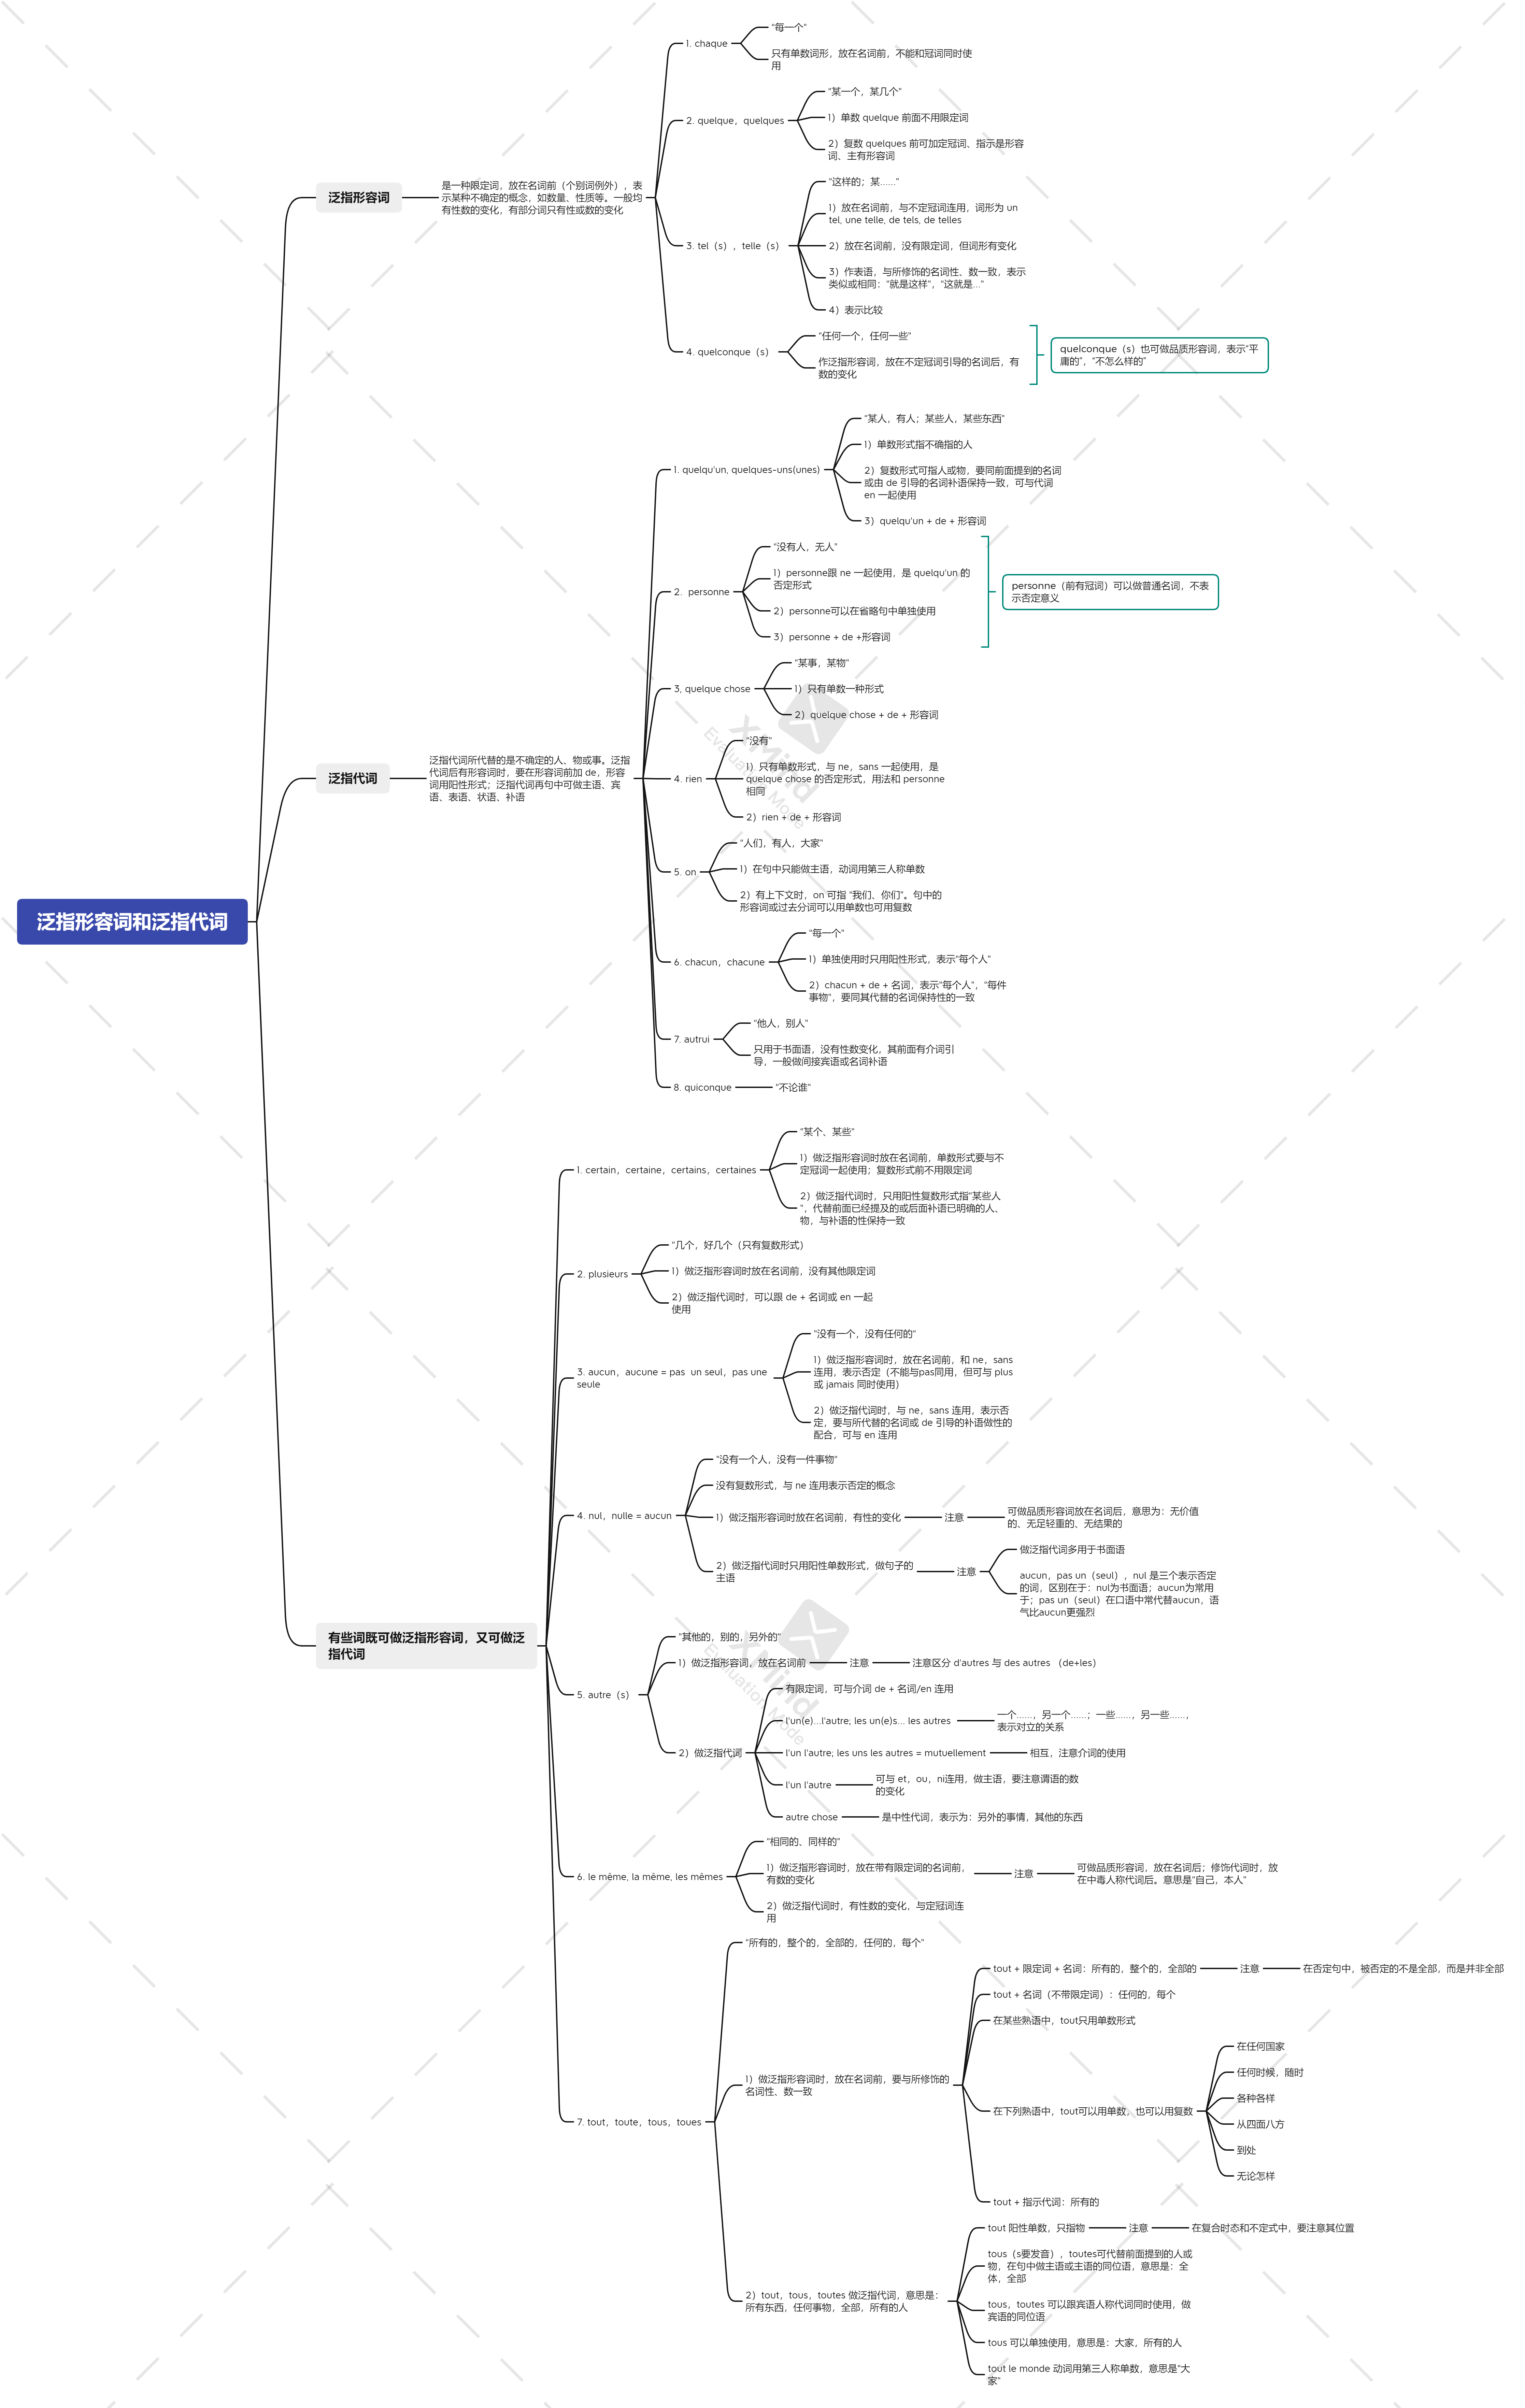 泛指形容词和泛指代词
泛指形容词
是一种限定词，放在名词前（个别词例外），表
示某种不确定的概念，如数量、性质等。一般均
有性数的变化，有部分词只有性或数的变化
1. chaque
"每一个"
只有单数词形，放在名词前，不能和冠词同时使
用
2. quelque，quelques
"某一个，某几个"
1）单数 quelque 前面不用限定词
2）复数 quelques 前可加定冠词、指示是形容
词、主有形容词
3. tel（s），telle（s）
"这样的；某......"
1）放在名词前，与不定冠词连用，词形为 un
tel, une telle, de tels, de telles
2）放在名词前，没有限定词，但词形有变化
3）作表语，与所修饰的名词性、数一致，表示
类似或相同："就是这样"，"这就是..."
4）表示比较
4. quelconque（s）
"任何一个，任何一些"
作泛指形容词，放在不定冠词引导的名词后，有
数的变化
quelconque（s）也可做品质形容词，表示"平
庸的"，"不怎么样的"
泛指代词
泛指代词所代替的是不确定的人、物或事。泛指
代词后有形容词时，要在形容词前加 de，形容
词用阳性形式；泛指代词再句中可做主语、宾
语、表语、状语、补语
1. quelqu'un, quelques-uns(unes)
"某人，有人；某些人，某些东西"
1）单数形式指不确指的人
2）复数形式可指人或物，要同前面提到的名词
或由 de 引导的名词补语保持一致，可与代词
en 一起使用
3）quelqu'un + de + 形容词
2. personne
"没有人，无人"
1）personne跟 ne 一起使用，是 quelqu'un 的
否定形式
2）personne可以在省略句中单独使用
3）personne + de +形容词
personne（前有冠词）可以做普通名词，不表
示否定意义
3, quelque chose
"某事，某物"
1）只有单数一种形式
2）quelque chose + de + 形容词
4. rien
"没有"
1）只有单数形式，与 ne，sans 一起使用，是
quelque chose 的否定形式，用法和 personne
相同
2）rien + de + 形容词
5. on
"人们，有人，大家"
1）在句中只能做主语，动词用第三人称单数
2）有上下文时，on 可指 "我们、你们"。句中的
形容词或过去分词可以用单数也可用复数
6. chacun，chacune
"每一个"
1）单独使用时只用阳性形式，表示"每个人"
2）chacun + de + 名词，表示"每个人"，"每件
事物"，要同其代替的名词保持性的一致
7. autrui
"他人，别人"
只用于书面语，没有性数变化，其前面有介词引
导，一般做间接宾语或名词补语
8. quiconque
"不论谁"
有些词既可做泛指形容词，又可做泛
指代词
1. certain，certaine，certains，certaines
"某个、某些"
1）做泛指形容词时放在名词前，单数形式要与不
定冠词一起使用；复数形式前不用限定词
2）做泛指代词时，只用阳性复数形式指"某些人
"，代替前面已经提及的或后面补语已明确的人、
物，与补语的性保持一致
2. plusieurs
"几个，好几个（只有复数形式）
1）做泛指形容词时放在名词前，没有其他限定词
2）做泛指代词时，可以跟 de + 名词或 en 一起
使用
3. aucun，aucune = pas un seul，pas une
seule
"没有一个，没有任何的"
1）做泛指形容词时，放在名词前，和 ne，sans
连用，表示否定（不能与pas同用，但可与 plus
或 jamais 同时使用）
2）做泛指代词时，与 ne，sans 连用，表示否
定，要与所代替的名词或 de 引导的补语做性的
配合，可与 en 连用
4. nul，nulle = aucun
"没有一个人，没有一件事物"
没有复数形式，与 ne 连用表示否定的概念
1）做泛指形容词时放在名词前，有性的变化
注意
可做品质形容词放在名词后，意思为：无价值
的、无足轻重的、无结果的
2）做泛指代词时只用阳性单数形式，做句子的
主语
注意
做泛指代词多用于书面语
aucun，pas un（seul），nul 是三个表示否定
的词，区别在于：nul为书面语；aucun为常用
于；pas un（seul）在口语中常代替aucun，语
气比aucun更强烈
5. autre（s）
"其他的，别的，另外的"
1）做泛指形容词，放在名词前
注意
注意区分 d'autres 与 des autres （de+les）
2）做泛指代词
有限定词，可与介词 de + 名词/en 连用
l'un(e)...l'autre; les un(e)s... les autres
一个......，另一个......；一些......，另一些......，
表示对立的关系
l'un l'autre; les uns les autres = mutuellement
相互，注意介词的使用
l'un l'autre
可与 et，ou，ni连用，做主语，要注意谓语的数
的变化
autre chose
是中性代词，表示为：另外的事情，其他的东西
6. le même, la même, les mêmes
"相同的、同样的"
1）做泛指形容词时，放在带有限定词的名词前，
有数的变化
注意
可做品质形容词，放在名词后；修饰代词时，放
在中毒人称代词后。意思是"自己，本人"
2）做泛指代词时，有性数的变化，与定冠词连
用
7. tout，toute，tous，toues
"所有的，整个的，全部的，任何的，每个"
1）做泛指形容词时，放在名词前，要与所修饰的
名词性、数一致
tout + 限定词 + 名词：所有的，整个的，全部的
注意
在否定句中，被否定的不是全部，而是并非全部
tout + 名词（不带限定词）：任何的，每个
在某些熟语中，tout只用单数形式
在下列熟语中，tout可以用单数，也可以用复数
在任何国家
任何时候，随时
各种各样
从四面八方
到处
无论怎样
tout + 指示代词：所有的
2）tout，tous，toutes 做泛指代词，意思是：
所有东西，任何事物，全部，所有的人
tout 阳性单数，只指物
注意
在复合时态和不定式中，要注意其位置
tous（s要发音），toutes可代替前面提到的人或
物，在句中做主语或主语的同位语，意思是：全
体，全部
tous，toutes 可以跟宾语人称代词同时使用，做
宾语的同位语
tous 可以单独使用，意思是：大家，所有的人
tout le monde 动词用第三人称单数，意思是"大
家"
XMind
Evaluation Mode
XMind
Evaluation Mode